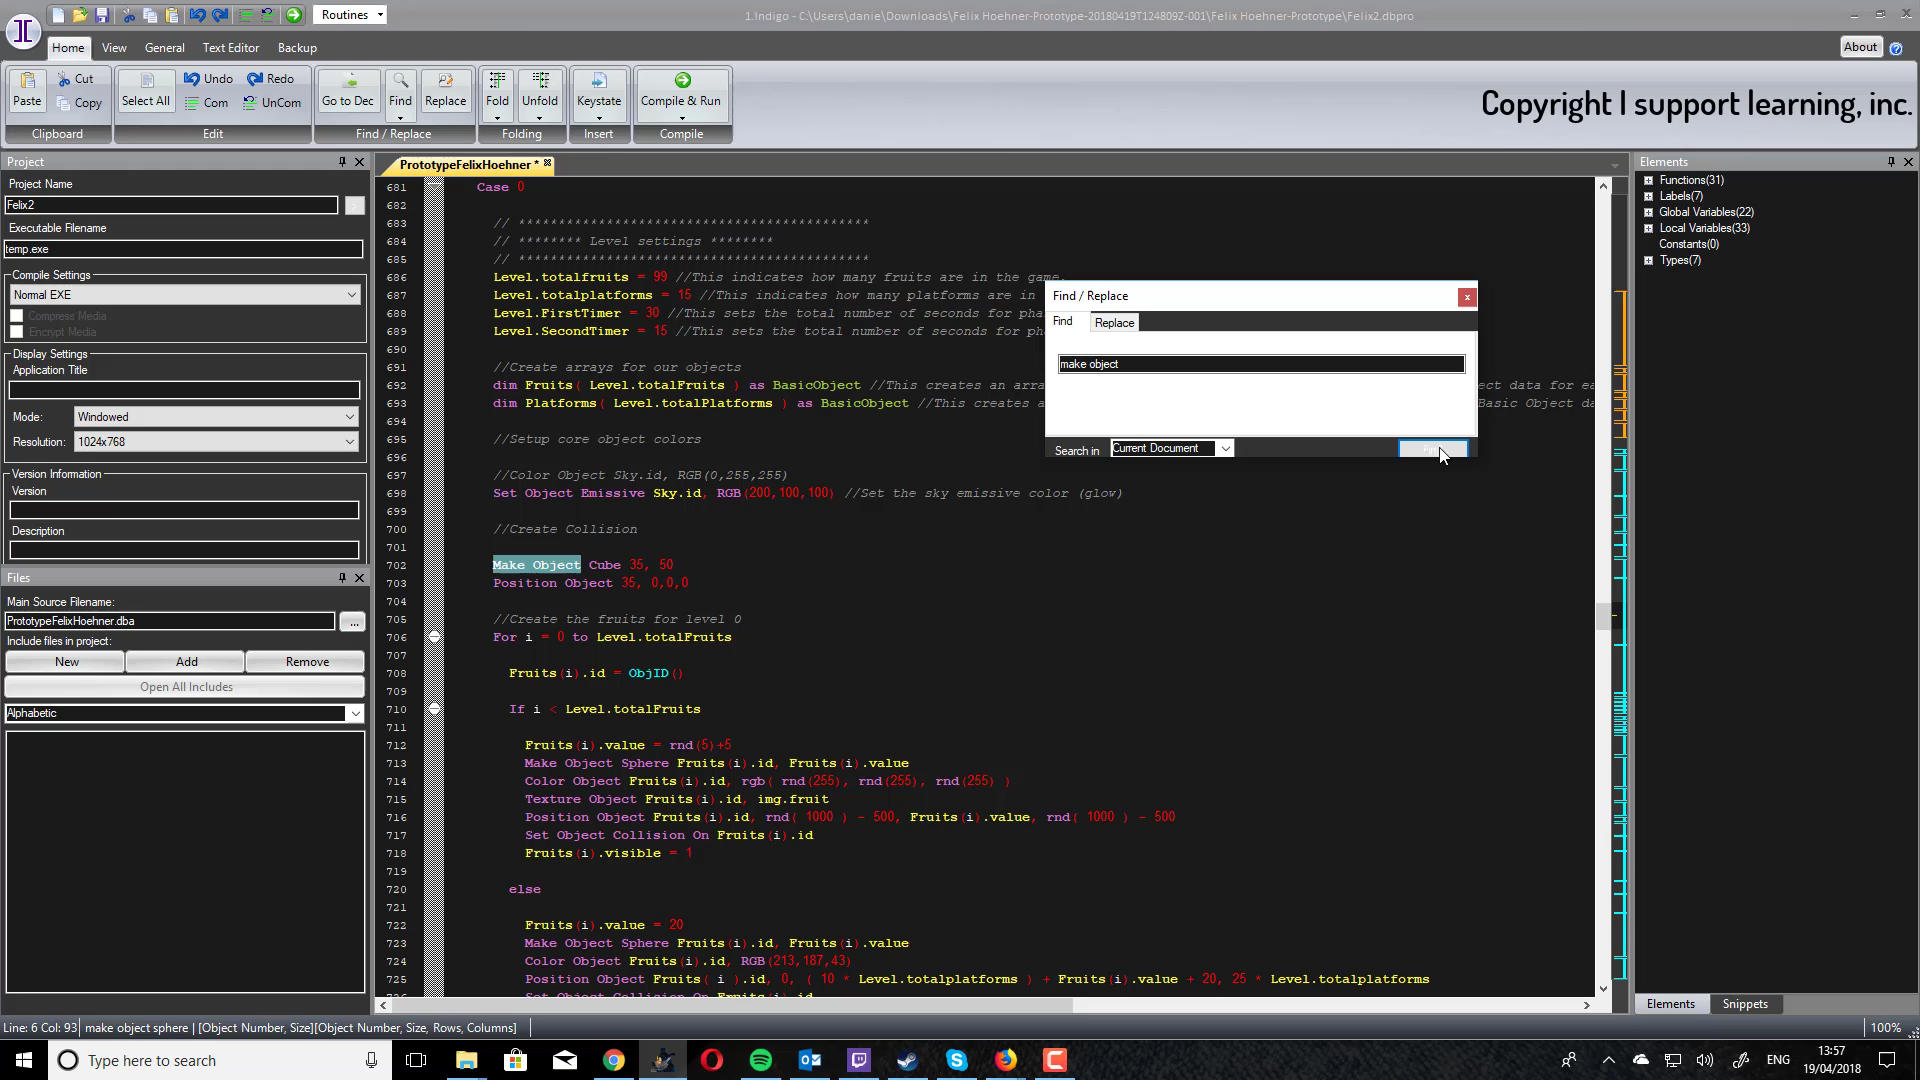 Routines
1.Indigo - C:\Users\danie\Downloads\Felix Hoehner-Prototype-20180419T124809Z-001\Felix Hoehner-Prototype\Felix2.dbpro
Home View General Text Editor Backup About
Paste Cut Copy Clipboard
Select All Undo Redo Com UnCom Edit
Go to Dec Find Replace Find / Replace
Fold Unfold Folding
Keystate Insert
Compile & Run Compile
Copyright I support learning, inc.
Project
Project Name
Felix2
Executable Filename
temp.exe
Compile Settings
Normal EXE
Compress Media
Encrypt Media
Display Settings
Application Title
Mode: Windowed
Resolution: 1024x768
Version Information
Version
Description
Files
Main Source Filename:
PrototypeFelixHoehner.dba
...
Include files in project:
New Add Remove
Open All Includes
Alphabetic
PrototypeFelixHoehner *
681 Case 0
682
683 // ********************************************
684 // ******** Level settings ********
685 // ********************************************
686 Level.totalfruits = 99 //This indicates how many fruits are in the game.
687 Level.totalplatforms = 15 //This indicates how many platforms are in
688 Level.FirstTimer = 30 //This sets the total number of seconds for ph
689 Level.SecondTimer = 15 //This sets the total number of seconds for ph
690
691 //Create arrays for our objects
692 dim Fruits( Level.totalFruits ) as BasicObject //This creates an arra ect data for ea
693 dim Platforms( Level.totalPlatforms ) as BasicObject //This creates a Basic Object da
694
695 //Setup core object colors
696
697 //Color Object Sky.id, RGB(0,255,255)
698 Set Object Emissive Sky.id, RGB(200,100,100) //Set the sky emissive color (glow)
699
700 //Create Collision
701
702 Make Object Cube 35, 50
703 Position Object 35, 0,0,0
704
705 //Create the fruits for level 0
706 For i = 0 to Level.totalFruits
707
708 Fruits(i).id = ObjID()
709
710 If i < Level.totalFruits
711
712 Fruits(i).value = rnd(5)+5
713 Make Object Sphere Fruits(i).id, Fruits(i).value
714 Color Object Fruits(i).id, rgb( rnd(255), rnd(255), rnd(255) )
715 Texture Object Fruits(i).id, img.fruit
716 Position Object Fruits(i).id, rnd( 1000 ) - 500, Fruits(i).value, rnd( 1000 ) - 500
717 Set Object Collision On Fruits(i).id
718 Fruits(i).visible = 1
719
720 else
721
722 Fruits(i).value = 20
723 Make Object Sphere Fruits(i).id, Fruits(i).value
724 Color Object Fruits(i).id, RGB(213,187,43)
725 Position Object Fruits( i ).id, 0, ( 10 * Level.totalplatforms ) + Fruits(i).value + 20, 25 * Level.totalplatforms
726 Set Object Collision On Fruits(i).id
Find / Replace
Find Replace
make object
Search in Current Document
Elements
Functions(31)
Labels(7)
Global Variables(22)
Local Variables(33)
Constants(0)
Types(7)
Elements Snippets
Line: 6 Col: 93 make object sphere | [Object Number, Size][Object Number, Size, Rows, Columns]
100%
Type here to search
ENG
13:57
19/04/2018